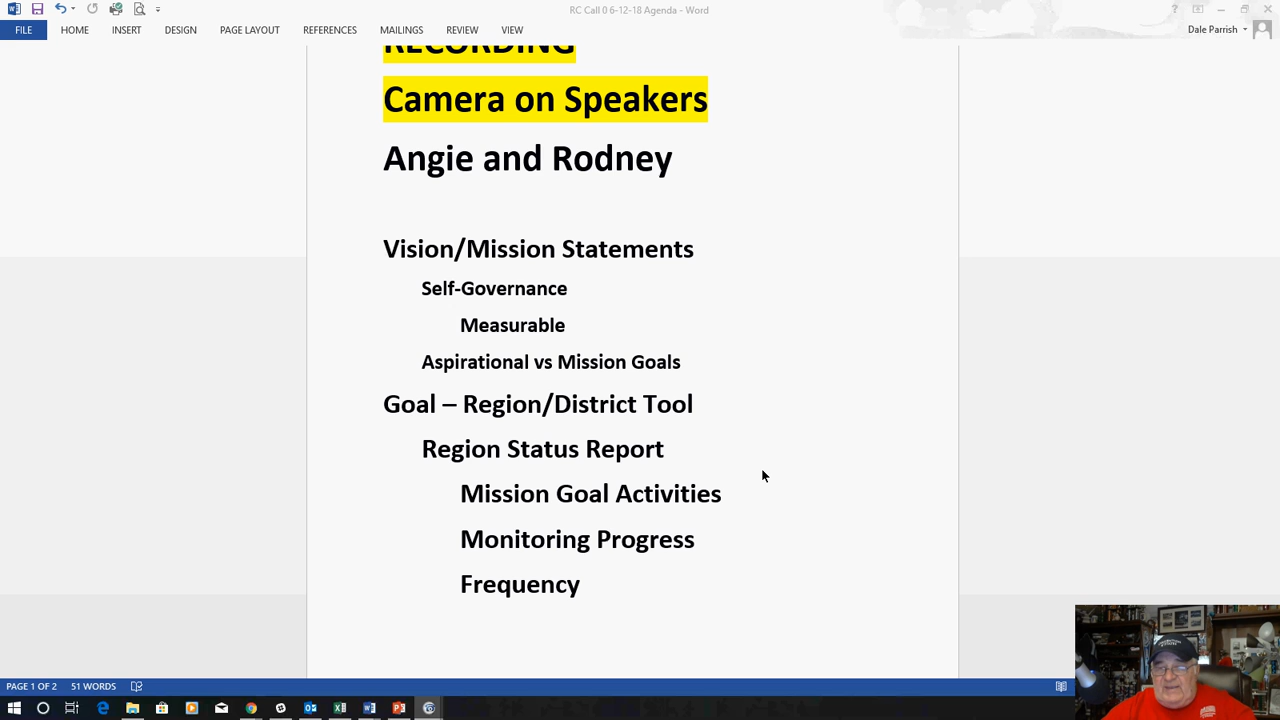 RC Call 0 6-12-18 Agenda - Word
FILE HOME INSERT DESIGN PAGE LAYOUT REFERENCES MAILINGS REVIEW VIEW Dale Parrish
RECORDING
Camera on Speakers
Angie and Rodney
Vision/Mission Statements
Self-Governance
Measurable
Aspirational vs Mission Goals
Goal – Region/District Tool
Region Status Report
Mission Goal Activities
Monitoring Progress
Frequency
PAGE 1 OF 2 51 WORDS